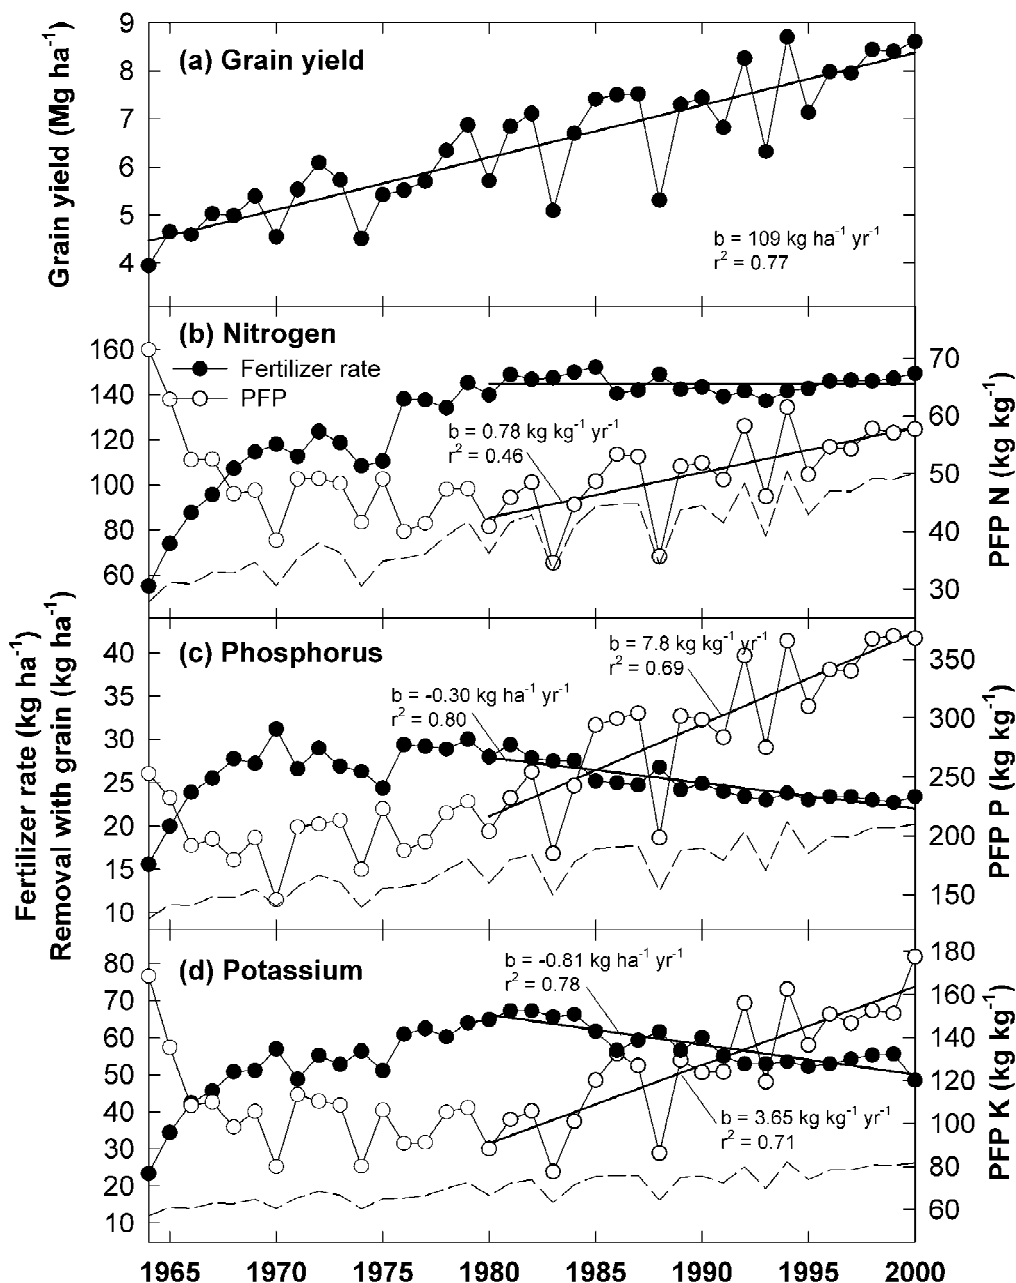 (a) Grain yield
Grain yield (Mg ha⁻¹)
9
8
7
6
5
4
b = 109 kg ha⁻¹ yr⁻¹
r² = 0.77
(b) Nitrogen
Fertilizer rate
PFP
160
140
120
100
80
60
b = 0.78 kg kg⁻¹ yr⁻¹
r² = 0.46
70
60
50
40
30
PFP N (kg kg⁻¹)
Fertilizer rate (kg ha⁻¹)
Removal with grain (kg ha⁻¹)
(c) Phosphorus
40
35
30
25
20
15
10
b = 7.8 kg kg⁻¹ yr⁻¹
r² = 0.69
b = -0.30 kg ha⁻¹ yr⁻¹
r² = 0.80
350
300
250
200
150
PFP P (kg kg⁻¹)
(d) Potassium
80
70
60
50
40
30
20
10
b = -0.81 kg ha⁻¹ yr⁻¹
r² = 0.78
b = 3.65 kg kg⁻¹ yr⁻¹
r² = 0.71
180
160
140
120
100
80
60
PFP K (kg kg⁻¹)
1965 1970 1975 1980 1985 1990 1995 2000